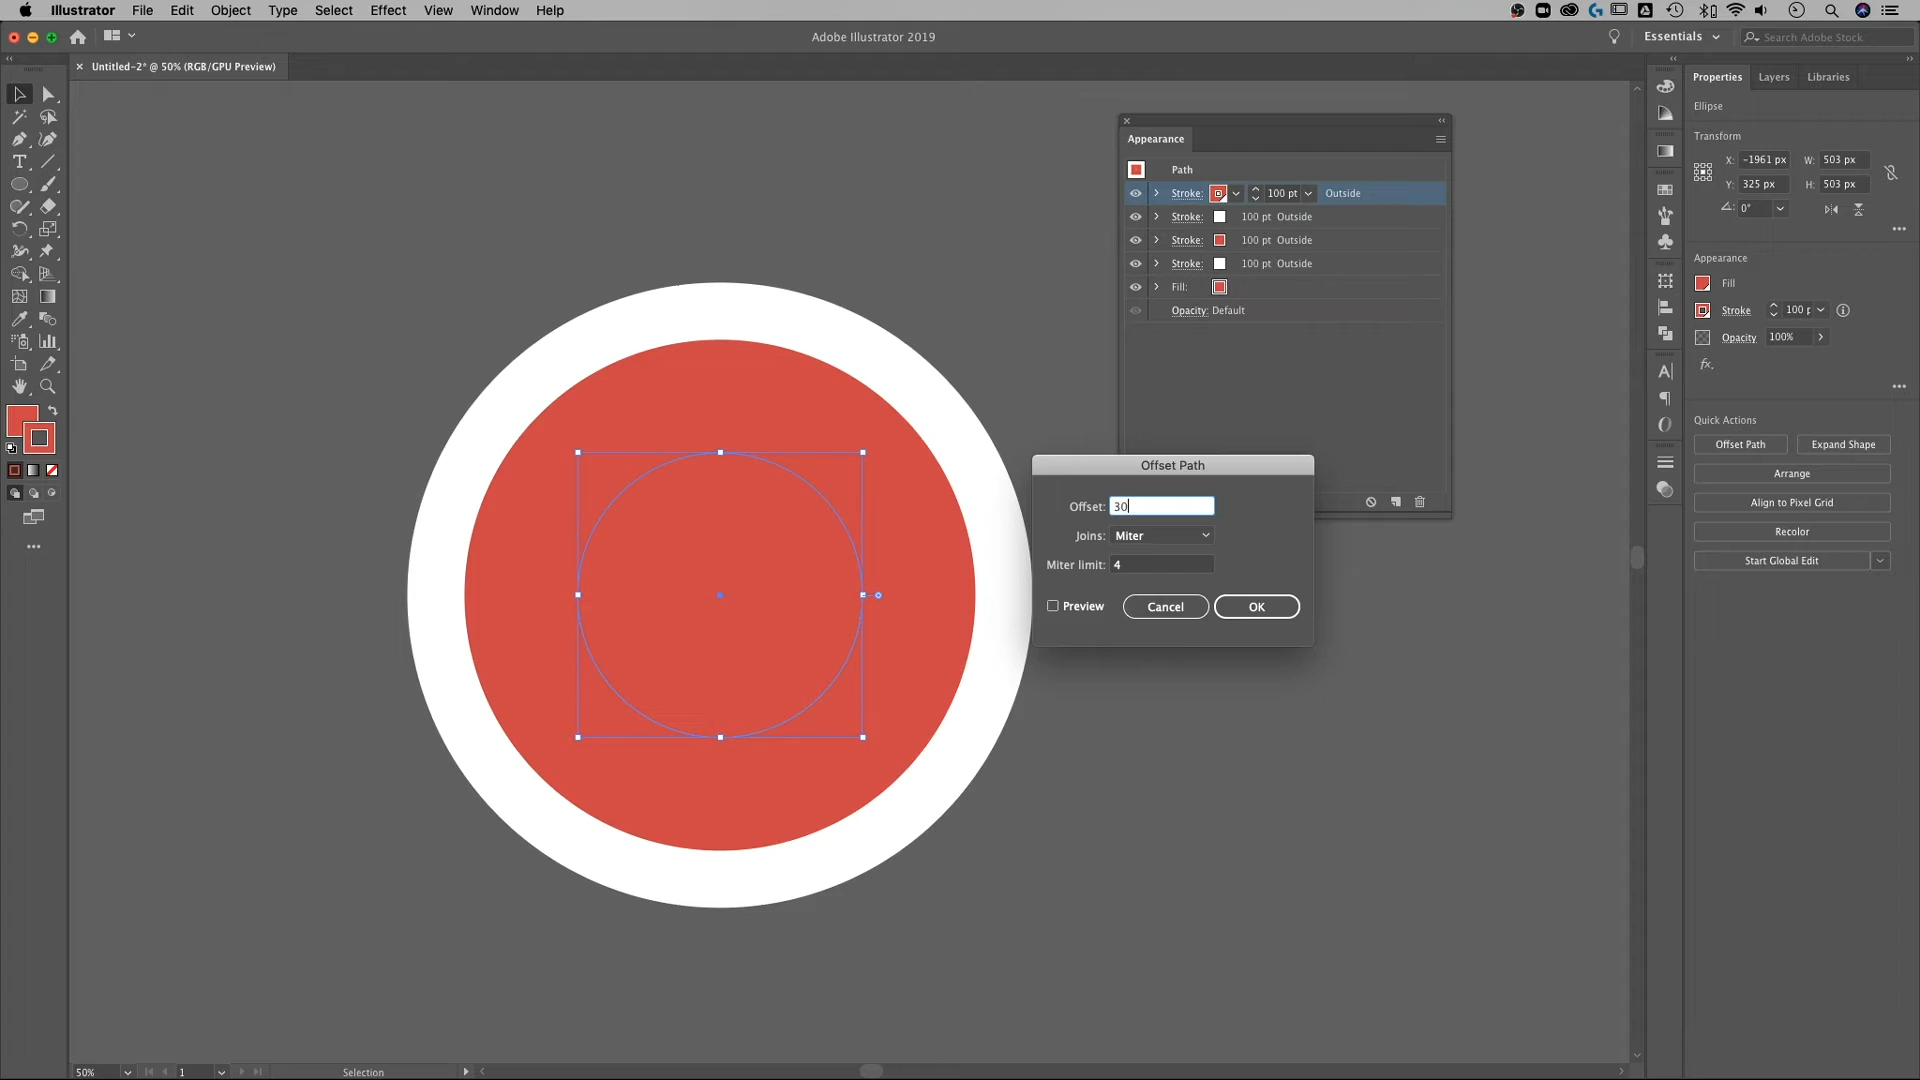 Illustrator File Edit Object Type Select Effect View Window Help
Adobe Illustrator 2019
Essentials
Search Adobe Stock
Untitled-2* @ 50% (RGB/GPU Preview)
Properties Layers Libraries
Ellipse
Transform
X: -1961 px W: 503 px
Y: 325 px H: 503 px
0°
Appearance
Fill
Stroke 100 p
Opacity 100%
fx.
Quick Actions
Offset Path Expand Shape
Arrange
Align to Pixel Grid
Recolor
Start Global Edit
Appearance
Path
Stroke: 100 pt Outside
Stroke: 100 pt Outside
Stroke: 100 pt Outside
Stroke: 100 pt Outside
Fill:
Opacity: Default
Offset Path
Offset: 30
Joins: Miter
Miter limit: 4
Preview Cancel OK
50% 1 Selection